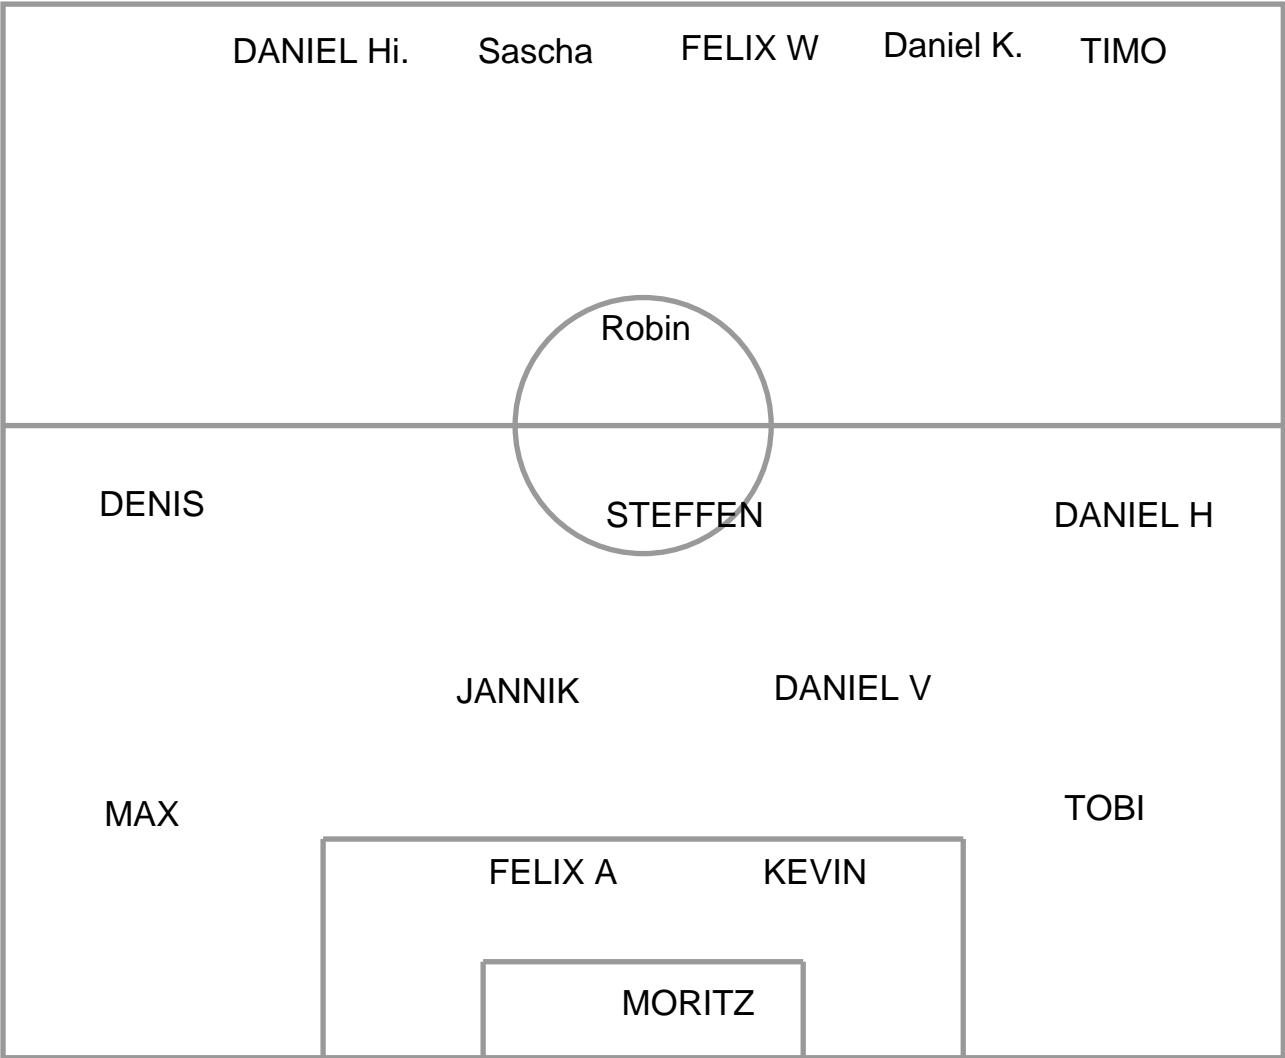 DANIEL Hi. Sascha FELIX W Daniel K. TIMO
Robin
DENIS STEFFEN DANIEL H
JANNIK DANIEL V
MAX TOBI
FELIX A KEVIN
MORITZ